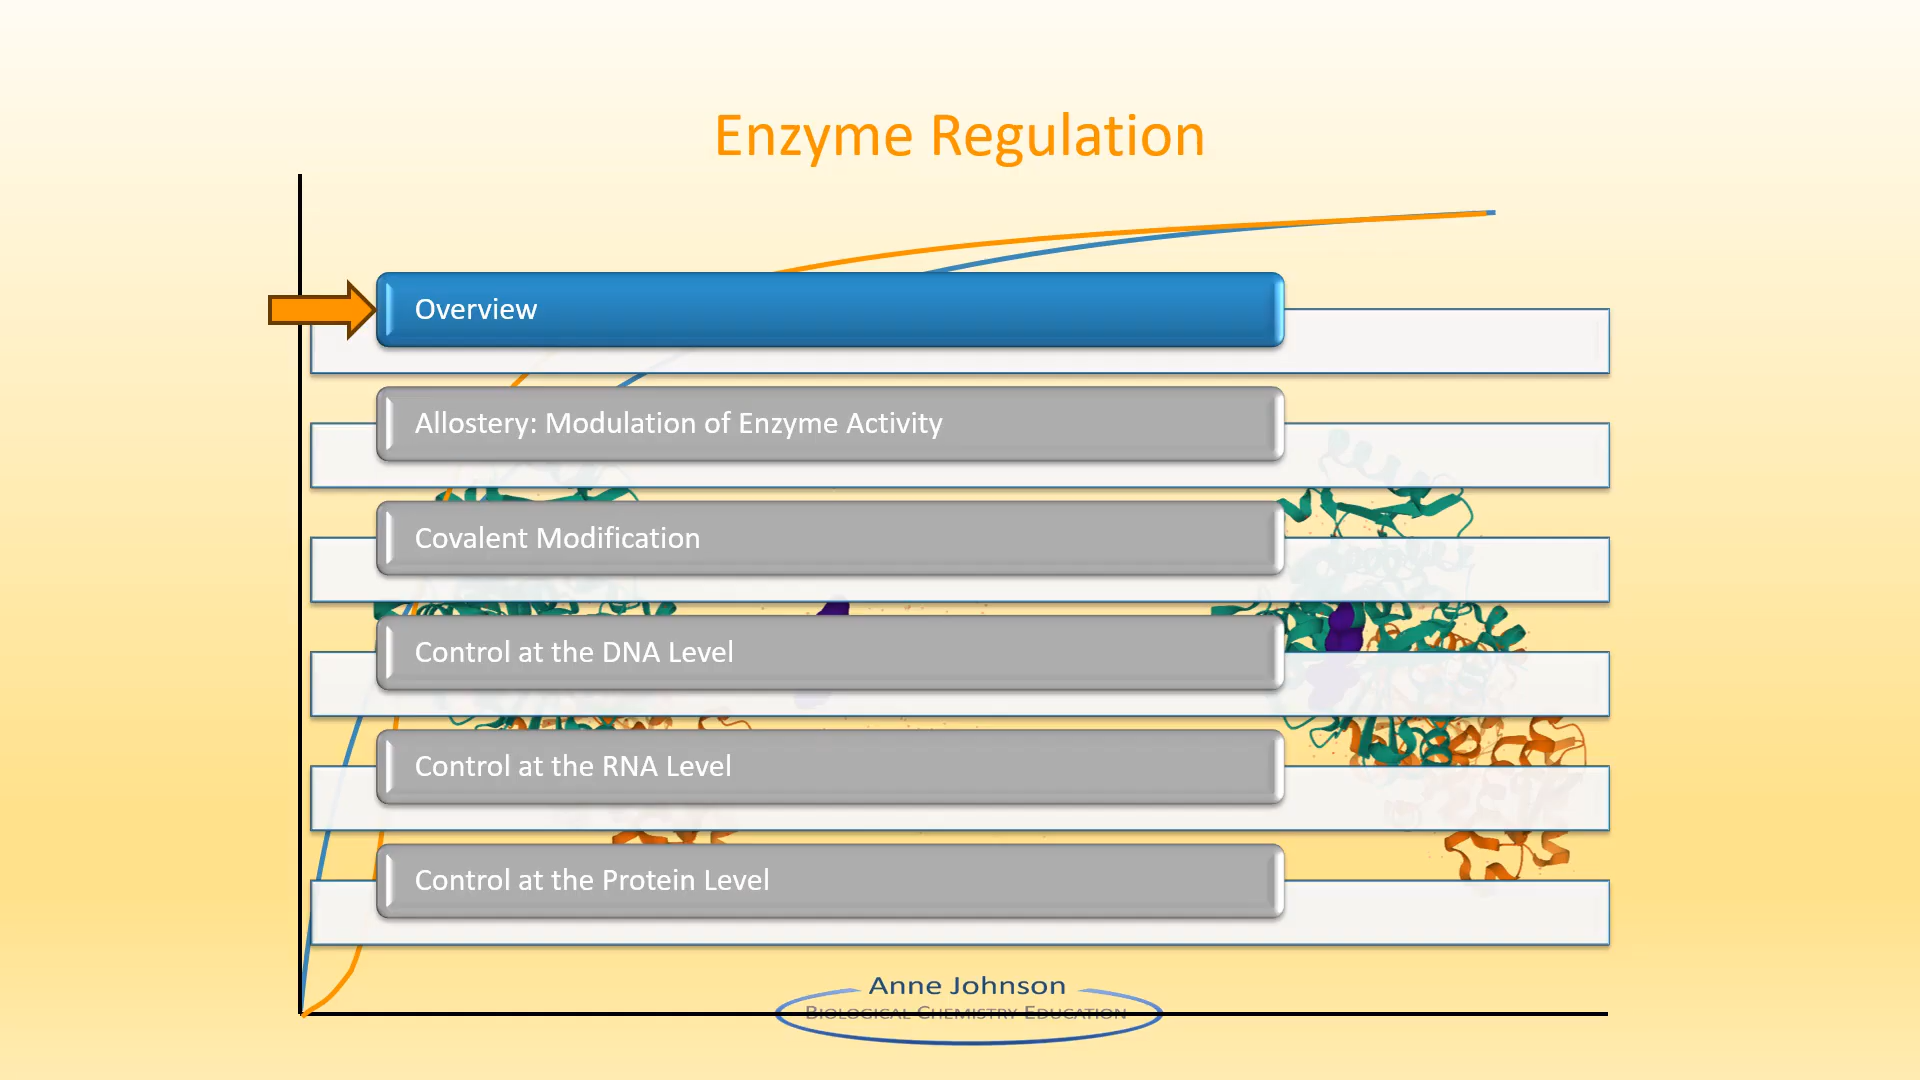 Enzyme Regulation
Overview
Allostery: Modulation of Enzyme Activity
Covalent Modification
Control at the DNA Level
Control at the RNA Level
Control at the Protein Level
Anne Johnson
Biological Chemistry Education